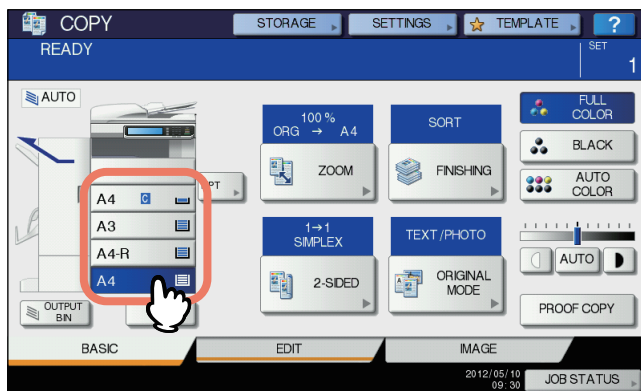 COPY
STORAGE
SETTINGS
TEMPLATE
?
READY
SET
1
AUTO
100 %
ORG → A4
SORT
FULL
COLOR
BLACK
ZOOM
FINISHING
AUTO
COLOR
A4 C
A3
A4-R
A4
1→1
SIMPLEX
TEXT/PHOTO
2-SIDED
ORIGINAL
MODE
AUTO
OUTPUT
BIN
PROOF COPY
BASIC
EDIT
IMAGE
2012/05/10
09:30
JOB STATUS